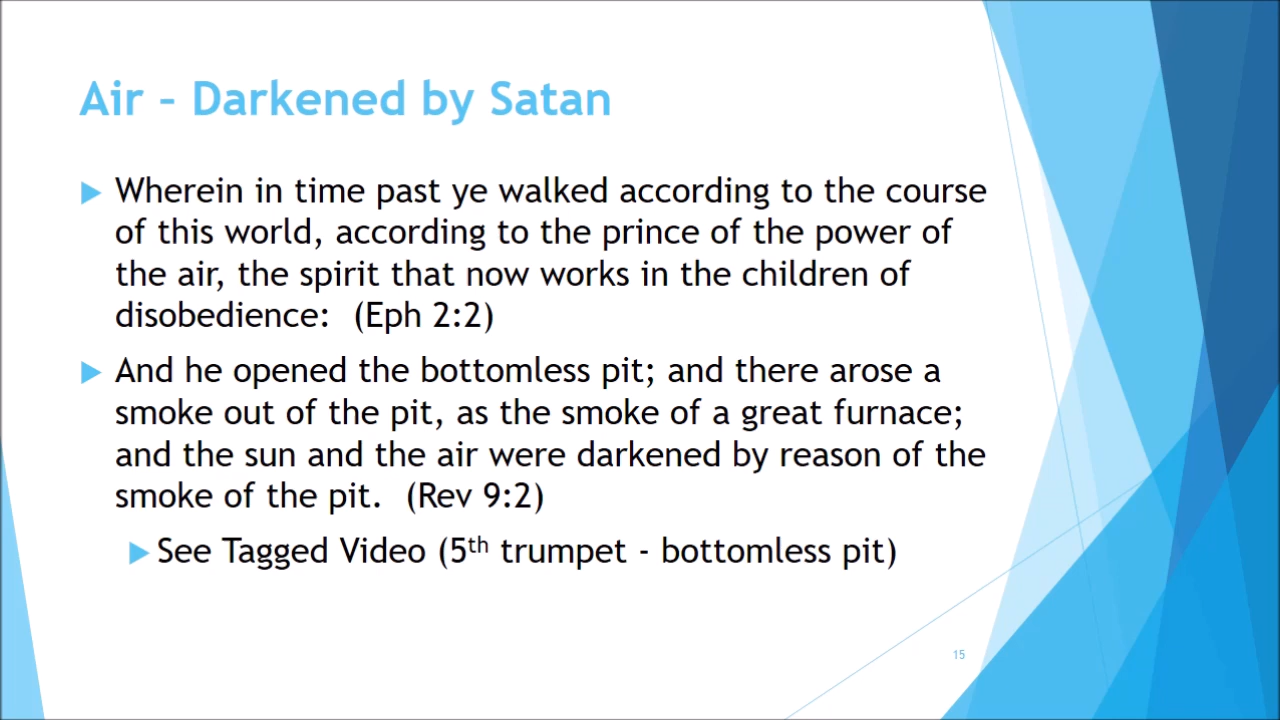 Air – Darkened by Satan
Wherein in time past ye walked according to the course
of this world, according to the prince of the power of
the air, the spirit that now works in the children of
disobedience:  (Eph 2:2)
And he opened the bottomless pit; and there arose a
smoke out of the pit, as the smoke of a great furnace;
and the sun and the air were darkened by reason of the
smoke of the pit.  (Rev 9:2)
See Tagged Video (5th trumpet - bottomless pit)
15